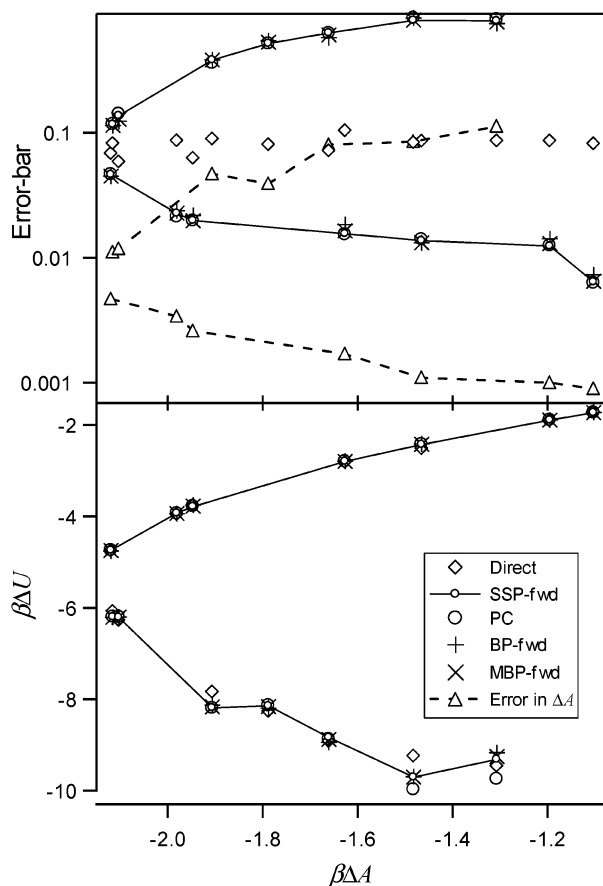 0.1
0.01
0.001
Error-bar
-2
-4
-6
-8
-10
βΔU
Direct
SSP-fwd
PC
BP-fwd
MBP-fwd
Error in ΔA
-2.0
-1.8
-1.6
-1.4
-1.2
βΔA